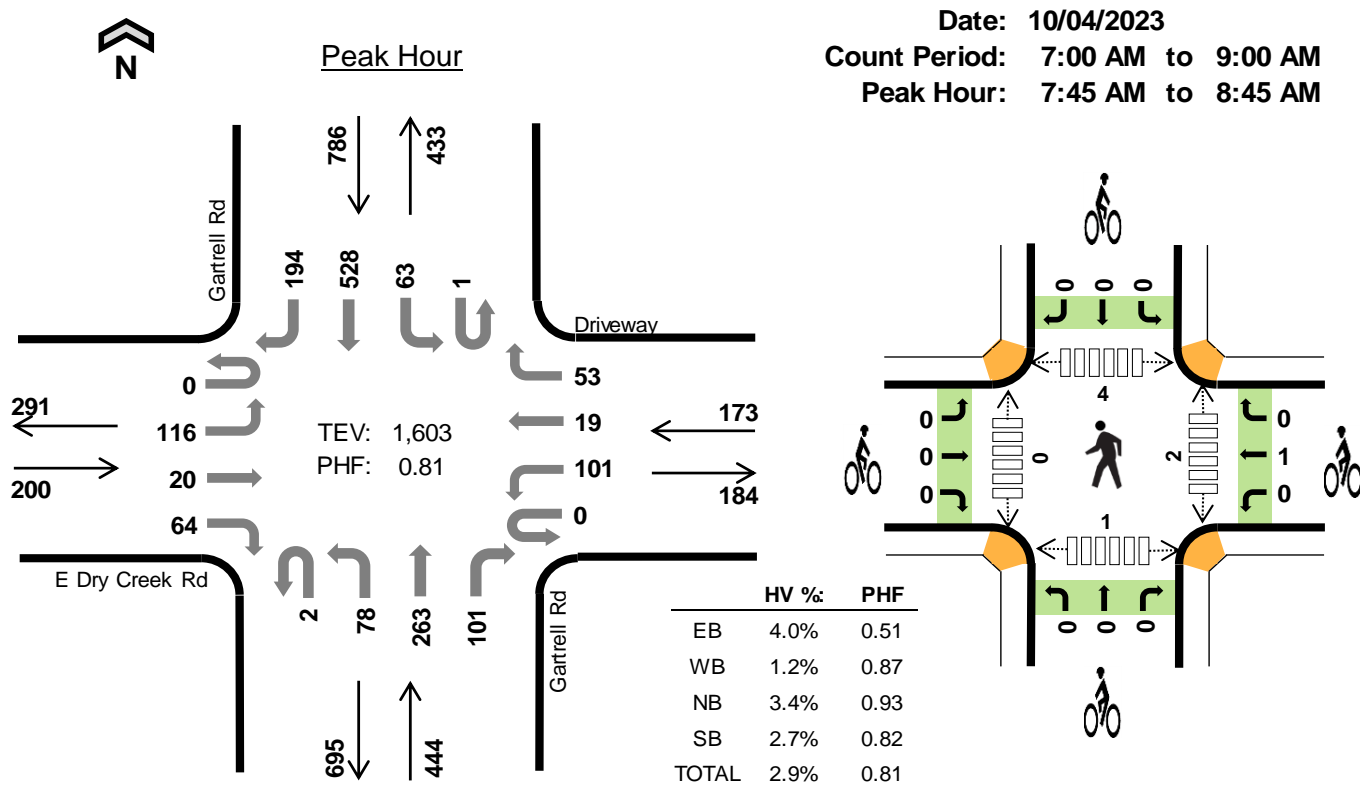 N
Peak Hour
Date: 10/04/2023
Count Period: 7:00 AM to 9:00 AM
Peak Hour: 7:45 AM to 8:45 AM
786
433
Gartrell Rd
194
528
63
1
Driveway
0
116
20
64
291
200
TEV: 1,603
PHF: 0.81
53
19
101
0
173
184
E Dry Creek Rd
2
78
263
101
Gartrell Rd
695
444
HV %: PHF
EB 4.0% 0.51
WB 1.2% 0.87
NB 3.4% 0.93
SB 2.7% 0.82
TOTAL 2.9% 0.81
0 0 0
4
0
0
0
0
2
0
1
0
1
0 0 0